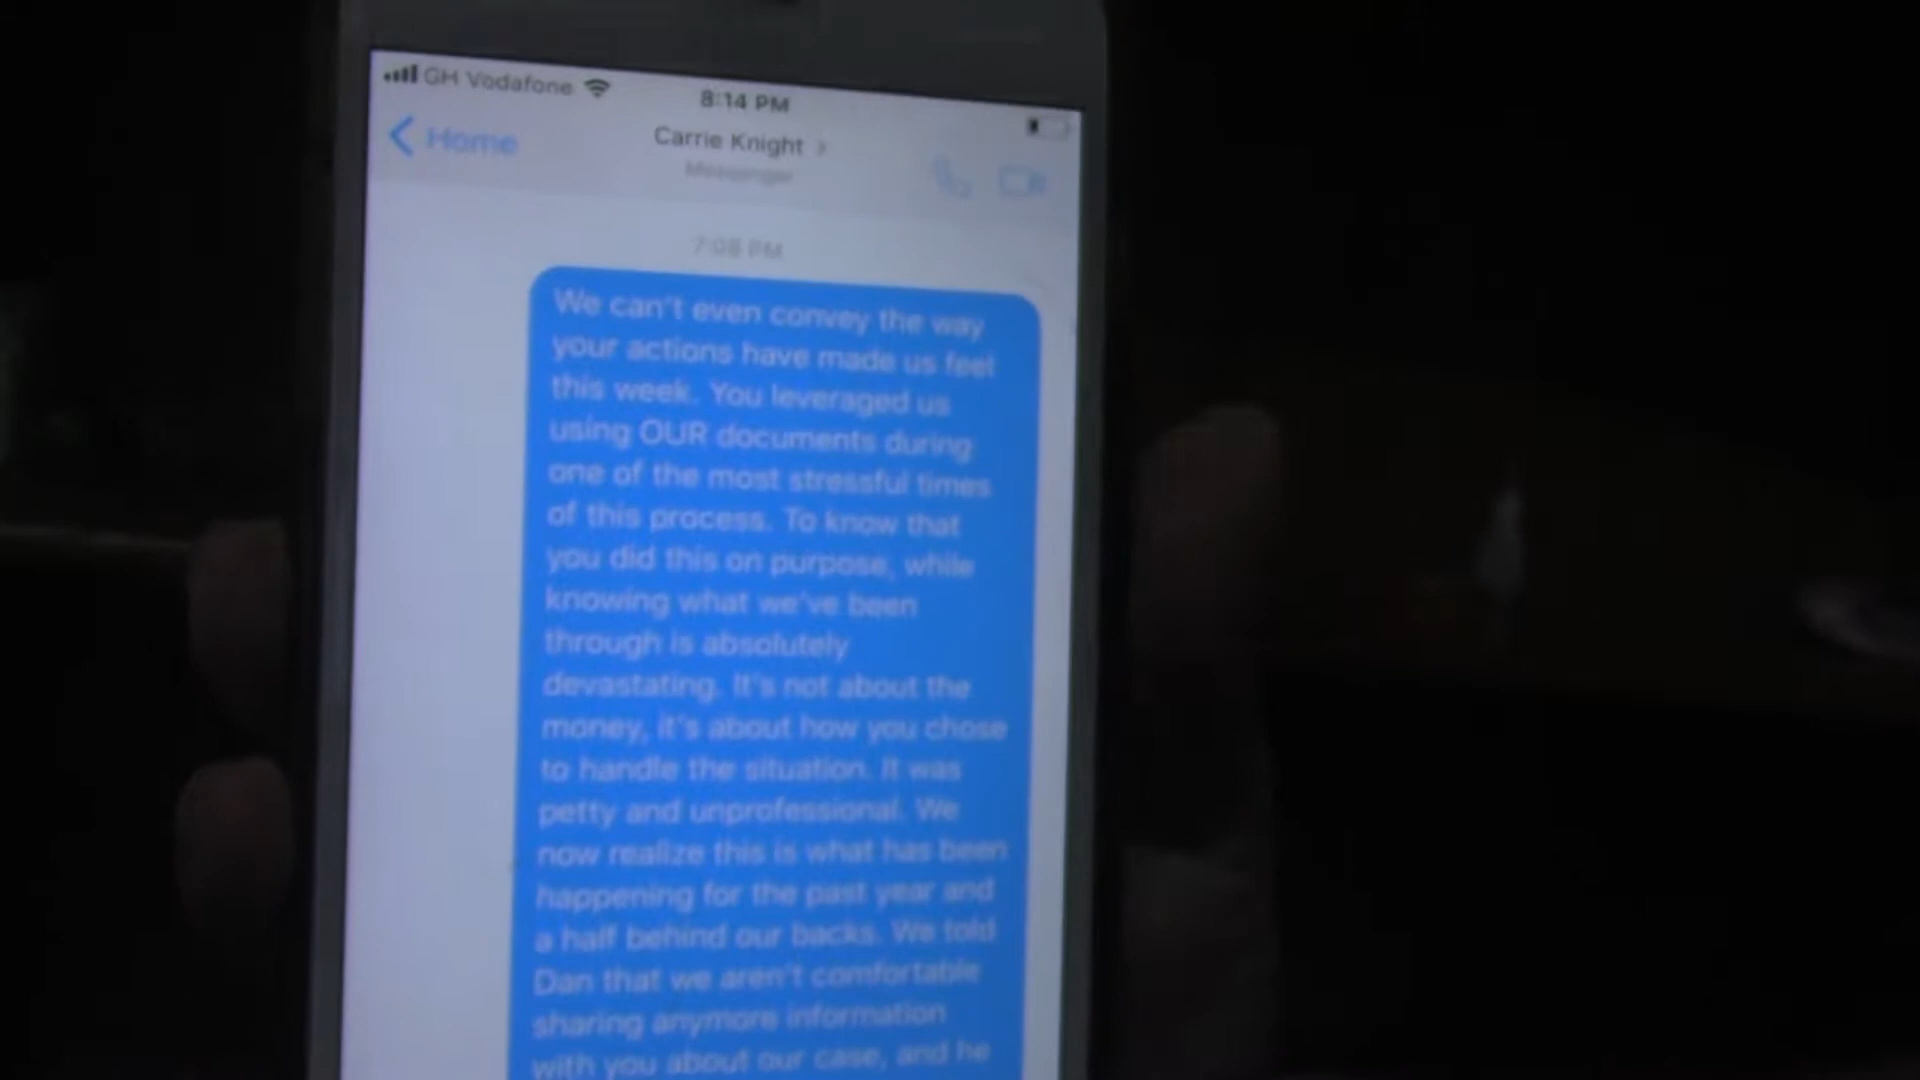 GH Vodafone
8:14 PM
Home
Carrie Knight
Messenger
7:08 PM
We can't even convey the way
your actions have made us feel
this week. You leveraged us
using OUR documents during
one of the most stressful times
of this process. To know that
you did this on purpose, while
knowing what we've been
through is absolutely
devastating. It's not about the
money, it's about how you chose
to handle the situation. It was
petty and unprofessional. We
now realize this is what has been
happening for the past year and
a half behind our backs. We told
Dan that we aren't comfortable
sharing anymore information
with you about our case, and he